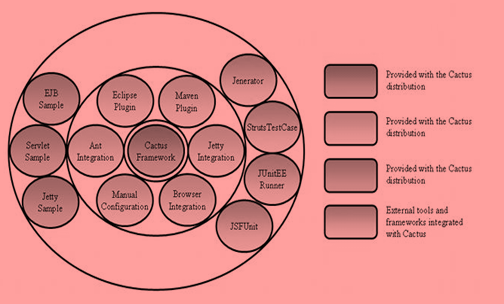 EJB
Sample
Servlet
Sample
Jetty
Sample
Eclipse
Plugin
Maven
Plugin
Ant
Integration
Cactus
Framework
Jetty
Integration
Manual
Configuration
Browser
Integration
Jenerator
StrutsTestCase
JUnitEE
Runner
JSFUnit
Provided with the Cactus
distribution
Provided with the Cactus
distribution
Provided with the Cactus
distribution
External tools and
frameworks integrated
with Cactus